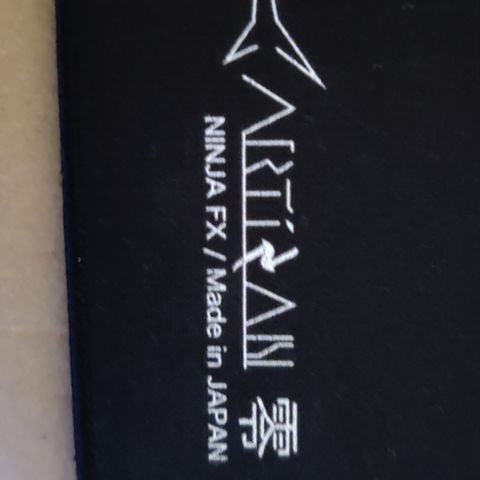 ARTISAN 零
NINJA FX / Made in JAPAN